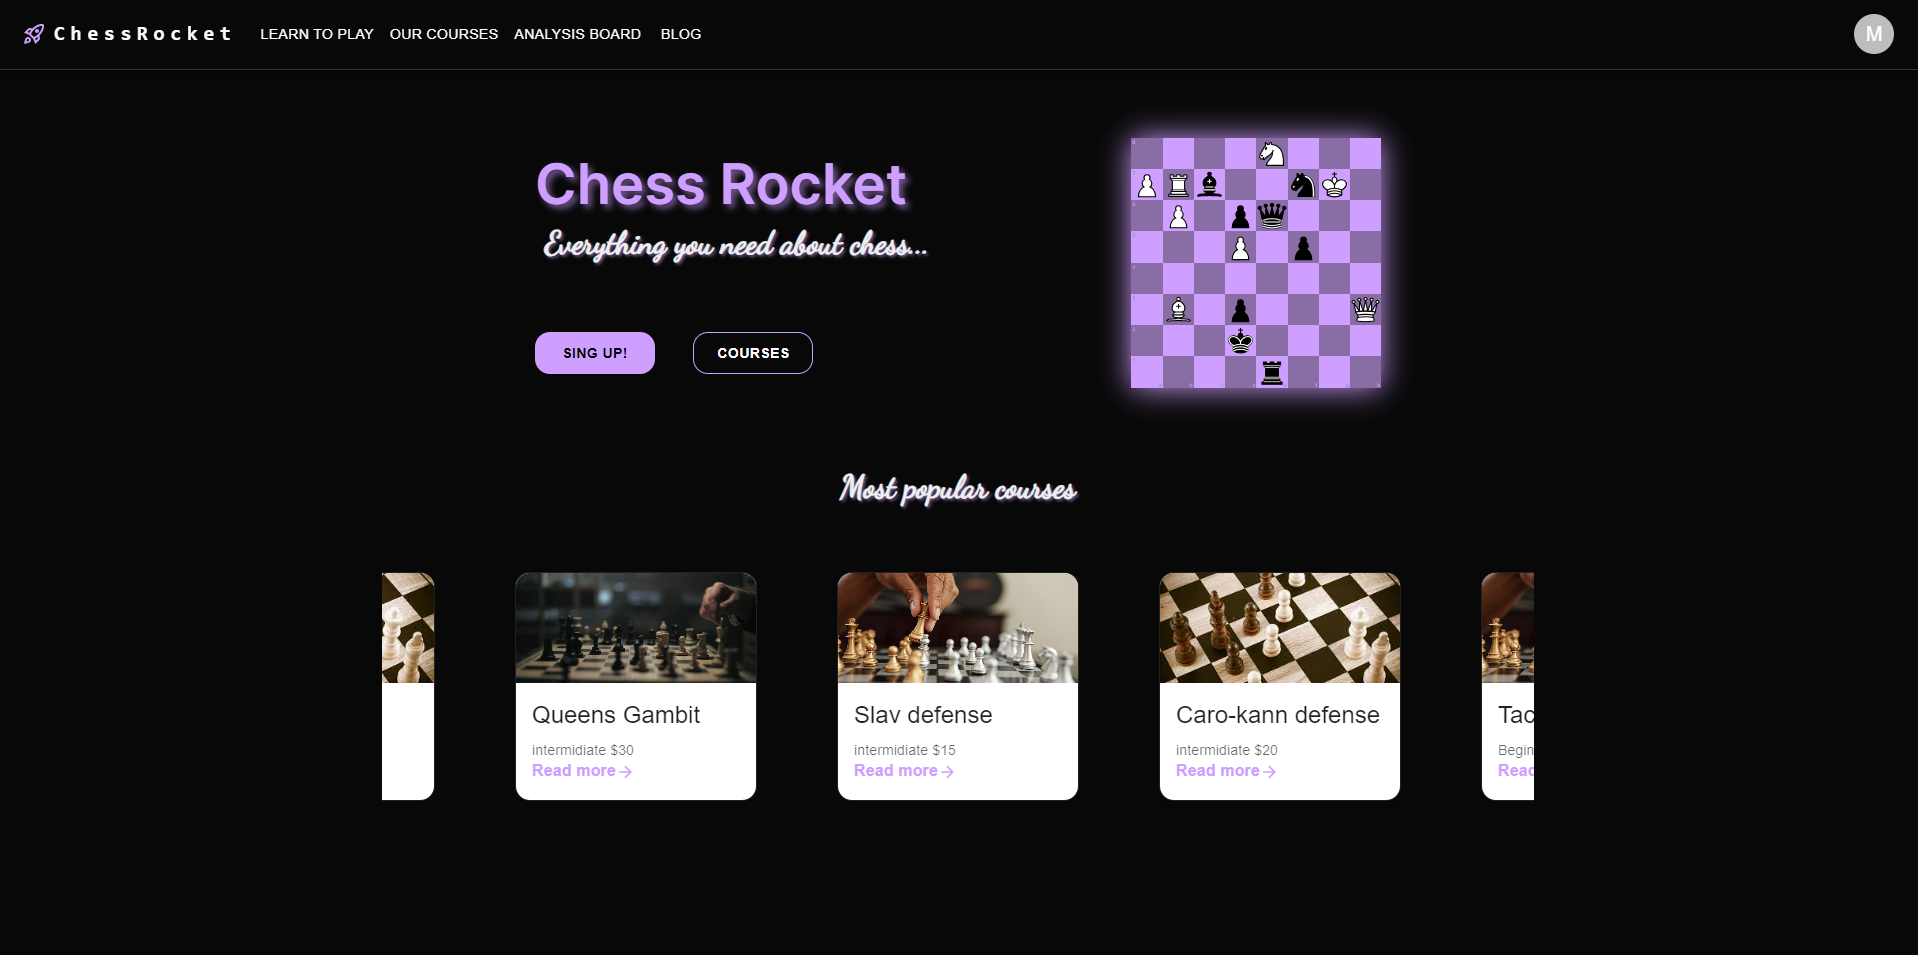 ChessRocket LEARN TO PLAY OUR COURSES ANALYSIS BOARD BLOG M
Chess Rocket
Everything you need about chess...
SING UP! COURSES
Most popular courses
Queens Gambit
intermidiate $30
Read more
Slav defense
intermidiate $15
Read more
Caro-kann defense
intermidiate $20
Read more
Tac
Begin
Read